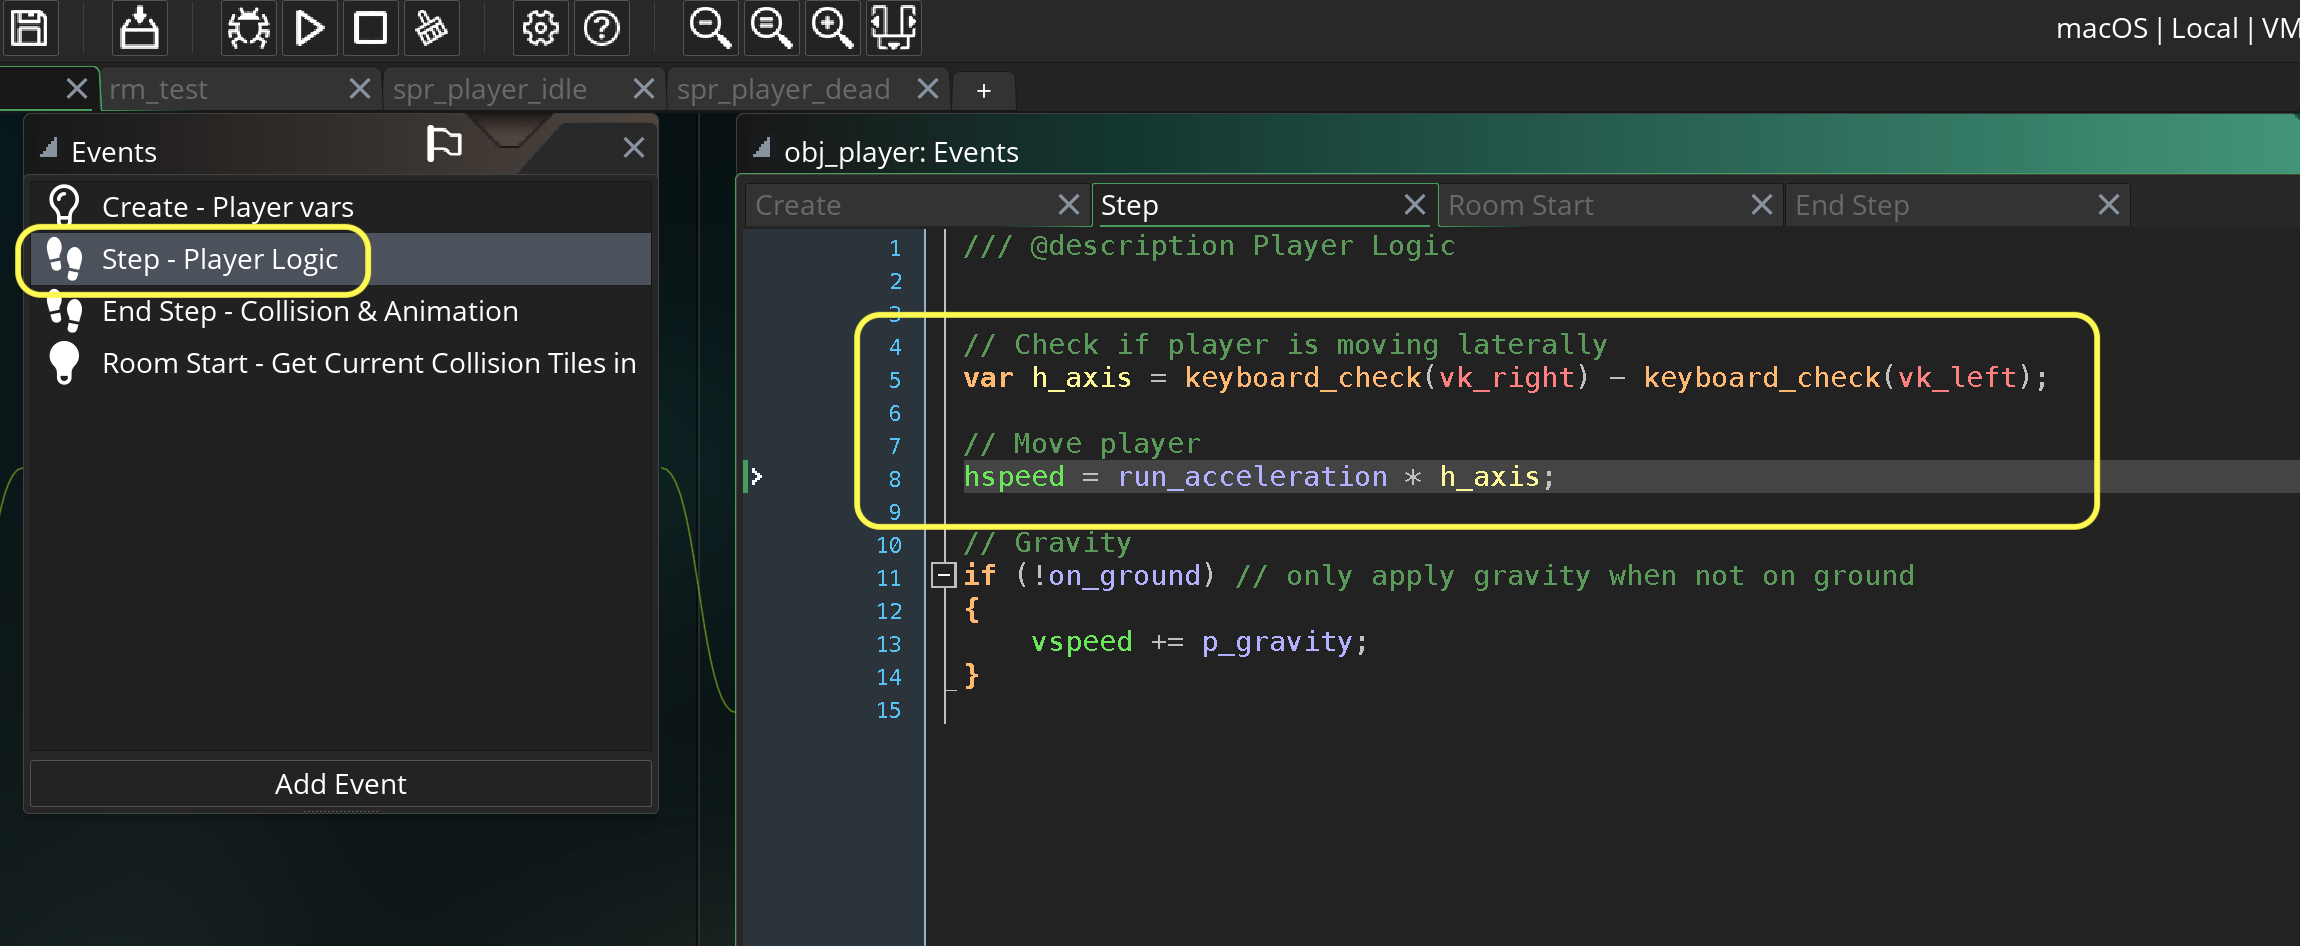 macOS | Local | VM
rm_test
spr_player_idle
spr_player_dead
+
Events
Create - Player vars
Step - Player Logic
End Step - Collision & Animation
Room Start - Get Current Collision Tiles in
Add Event
obj_player: Events
Create
Step
Room Start
End Step
1 /// @description Player Logic
2
3
4 // Check if player is moving laterally
5 var h_axis = keyboard_check(vk_right) - keyboard_check(vk_left);
6
7 // Move player
8 hspeed = run_acceleration * h_axis;
9
10 // Gravity
11 if (!on_ground) // only apply gravity when not on ground
12 {
13 vspeed += p_gravity;
14 }
15